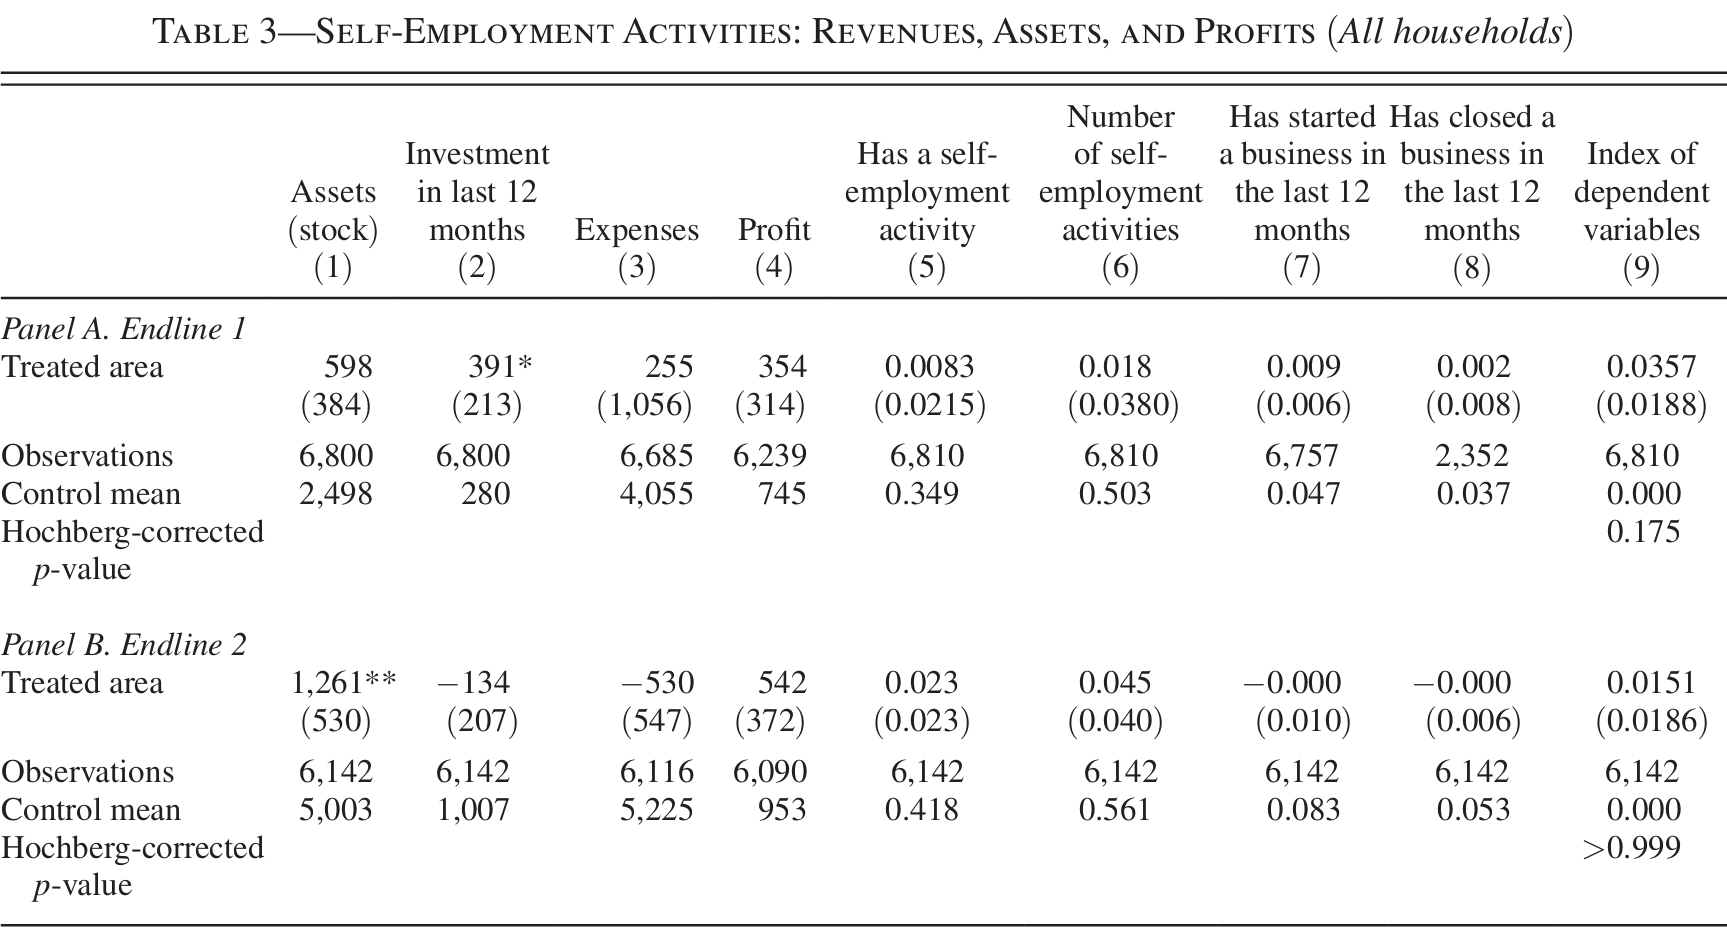 TABLE 3—SELF-EMPLOYMENT ACTIVITIES: REVENUES, ASSETS, AND PROFITS (All households)
Assets (stock) (1) Investment in last 12 months (2) Expenses (3) Profit (4) Has a self-employment activity (5) Number of self-employment activities (6) Has started a business in the last 12 months (7) Has closed a business in the last 12 months (8) Index of dependent variables (9)
Panel A. Endline 1
Treated area 598 391* 255 354 0.0083 0.018 0.009 0.002 0.0357
(384) (213) (1,056) (314) (0.0215) (0.0380) (0.006) (0.008) (0.0188)
Observations 6,800 6,800 6,685 6,239 6,810 6,810 6,757 2,352 6,810
Control mean 2,498 280 4,055 745 0.349 0.503 0.047 0.037 0.000
Hochberg-corrected 0.175
p-value
Panel B. Endline 2
Treated area 1,261** −134 −530 542 0.023 0.045 −0.000 −0.000 0.0151
(530) (207) (547) (372) (0.023) (0.040) (0.010) (0.006) (0.0186)
Observations 6,142 6,142 6,116 6,090 6,142 6,142 6,142 6,142 6,142
Control mean 5,003 1,007 5,225 953 0.418 0.561 0.083 0.053 0.000
Hochberg-corrected >0.999
p-value